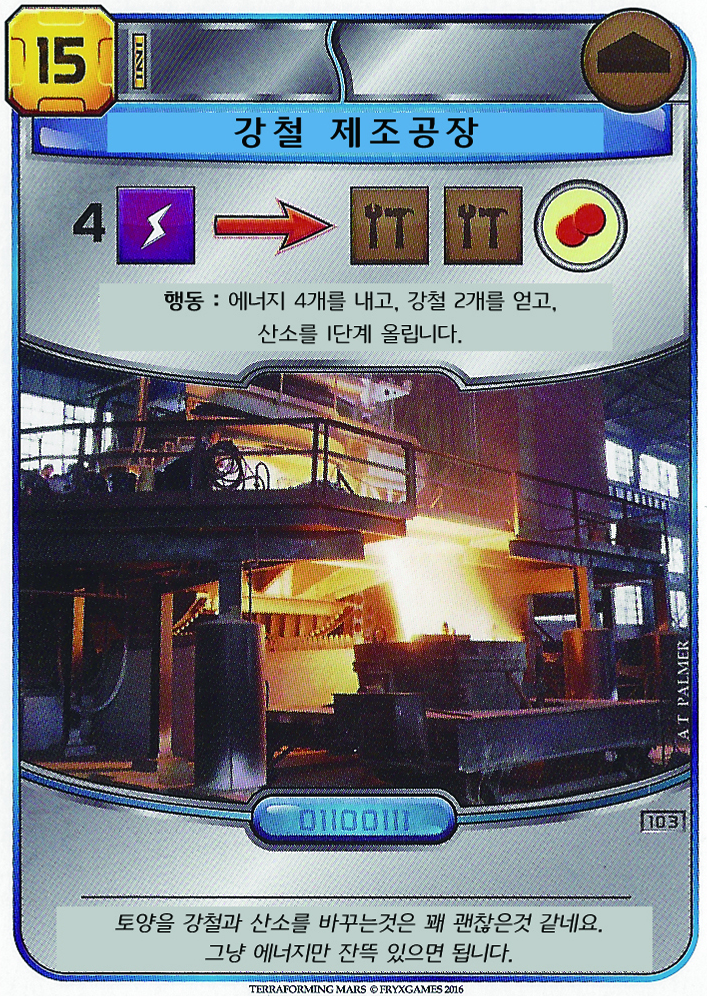 15
강철 제조공장
4
행동 : 에너지 4개를 내고, 강철 2개를 얻고,
산소를 1단계 올립니다.
AT PALMER
01100111
103
토양을 강철과 산소를 바꾸는것은 꽤 괜찮은것 같네요.
그냥 에너지만 잔뜩 있으면 됩니다.
TERRAFORMING MARS © FRYXGAMES 2016